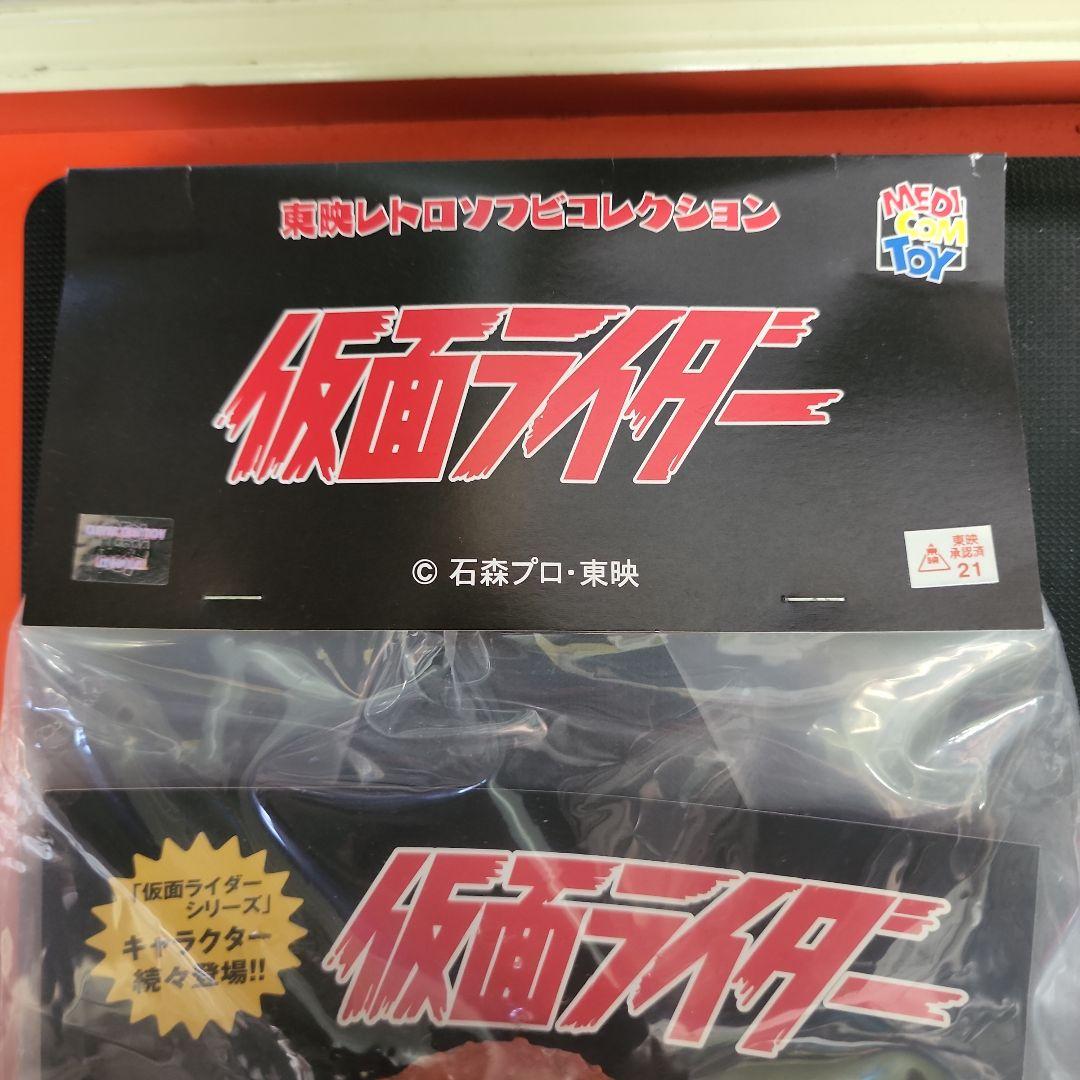 東映レトロソフビコレクション
MEDI
COM
TOY
仮面ライダー
© 石森プロ・東映
東映
東映
承認済
21
「仮面ライダー
シリーズ」
キャラクター
続々登場!!
仮面ライダー